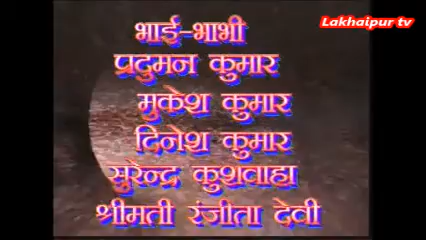 Lakhaipur tv
भाई-भाभी
प्रदुमन कुमार
मुकेश कुमार
दिनेश कुमार
सुरेन्द्र कुशवाहा
श्रीमती रंजीता देवी